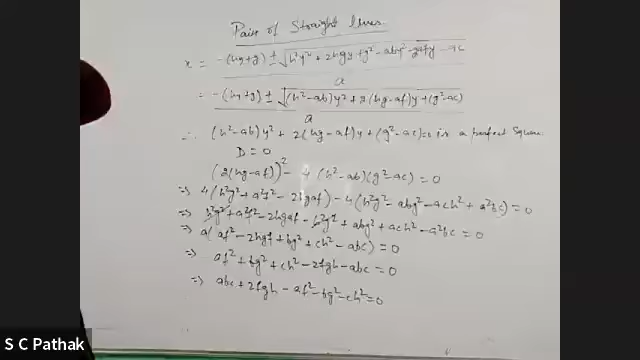 Pair of Straight lines.
x = -(hy+g) ± √h²y² + 2hgy + g² - aby² - 2afy - ac / a
= -(hy+g) ± √(h²-ab)y² + 2(hg-af)y + (g²-ac) / a
∴ (h²-ab)y² + 2(hg-af)y + (g²-ac)=0 is a perfect Square.
D = 0
(2(hg-af))² - 4(h²-ab)(g²-ac) = 0
⇒ 4(h²g² + a²f² - 2hgaf) - 4(h²g² - abg² - ach² + a²bc) = 0
⇒ h²g² + a²f² - 2hgaf - h²g² + abg² + ach² - a²bc = 0
⇒ a(af² - 2hgf + bg² + ch² - abc) = 0
⇒ af² + bg² + ch² - 2fgh - abc = 0
⇒ abc + 2fgh - af² - bg² - ch² = 0
S C Pathak